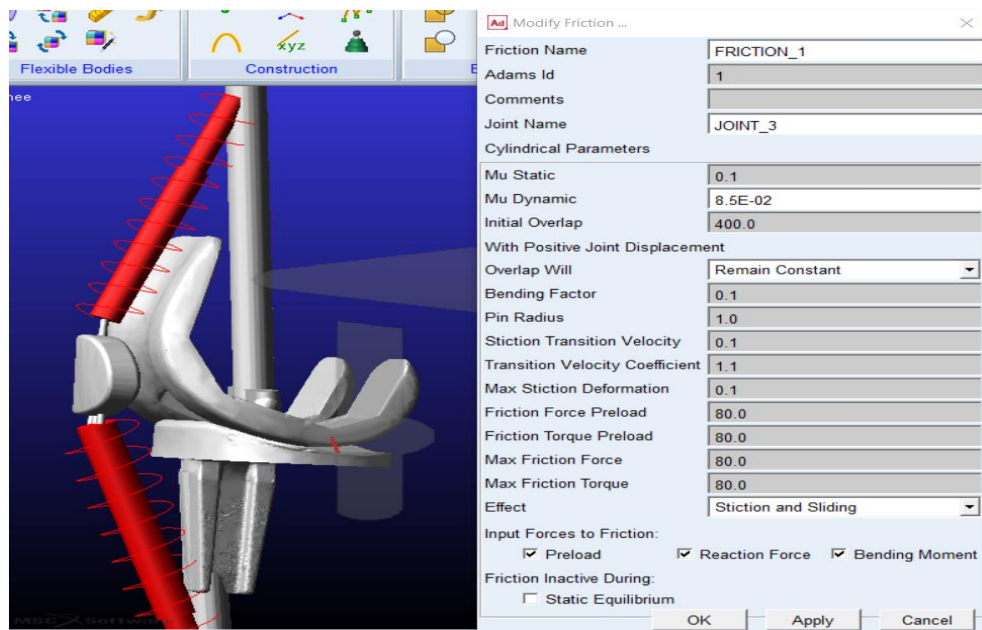 xyz
Flexible Bodies
Construction
E
nee
MSC Software
Ad Modify Friction ...
Friction Name FRICTION_1
Adams Id 1
Comments
Joint Name JOINT_3
Cylindrical Parameters
Mu Static 0.1
Mu Dynamic 8.5E-02
Initial Overlap 400.0
With Positive Joint Displacement
Overlap Will Remain Constant
Bending Factor 0.1
Pin Radius 1.0
Stiction Transition Velocity 0.1
Transition Velocity Coefficient 1.1
Max Stiction Deformation 0.1
Friction Force Preload 80.0
Friction Torque Preload 80.0
Max Friction Force 80.0
Max Friction Torque 80.0
Effect Stiction and Sliding
Input Forces to Friction:
Preload Reaction Force Bending Moment
Friction Inactive During:
Static Equilibrium
OK Apply Cancel